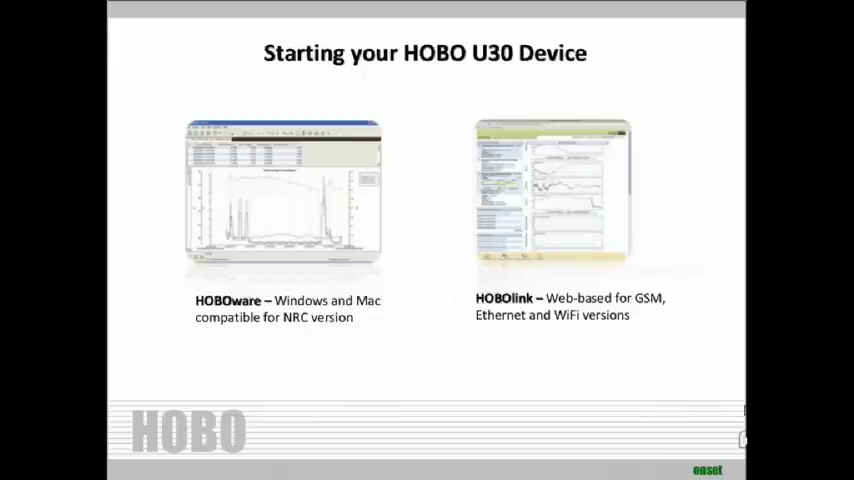 Starting your HOBO U30 Device
HOBOware – Windows and Mac
compatible for NRC version
HOBOlink – Web-based for GSM,
Ethernet and WiFi versions
HOBO
onset